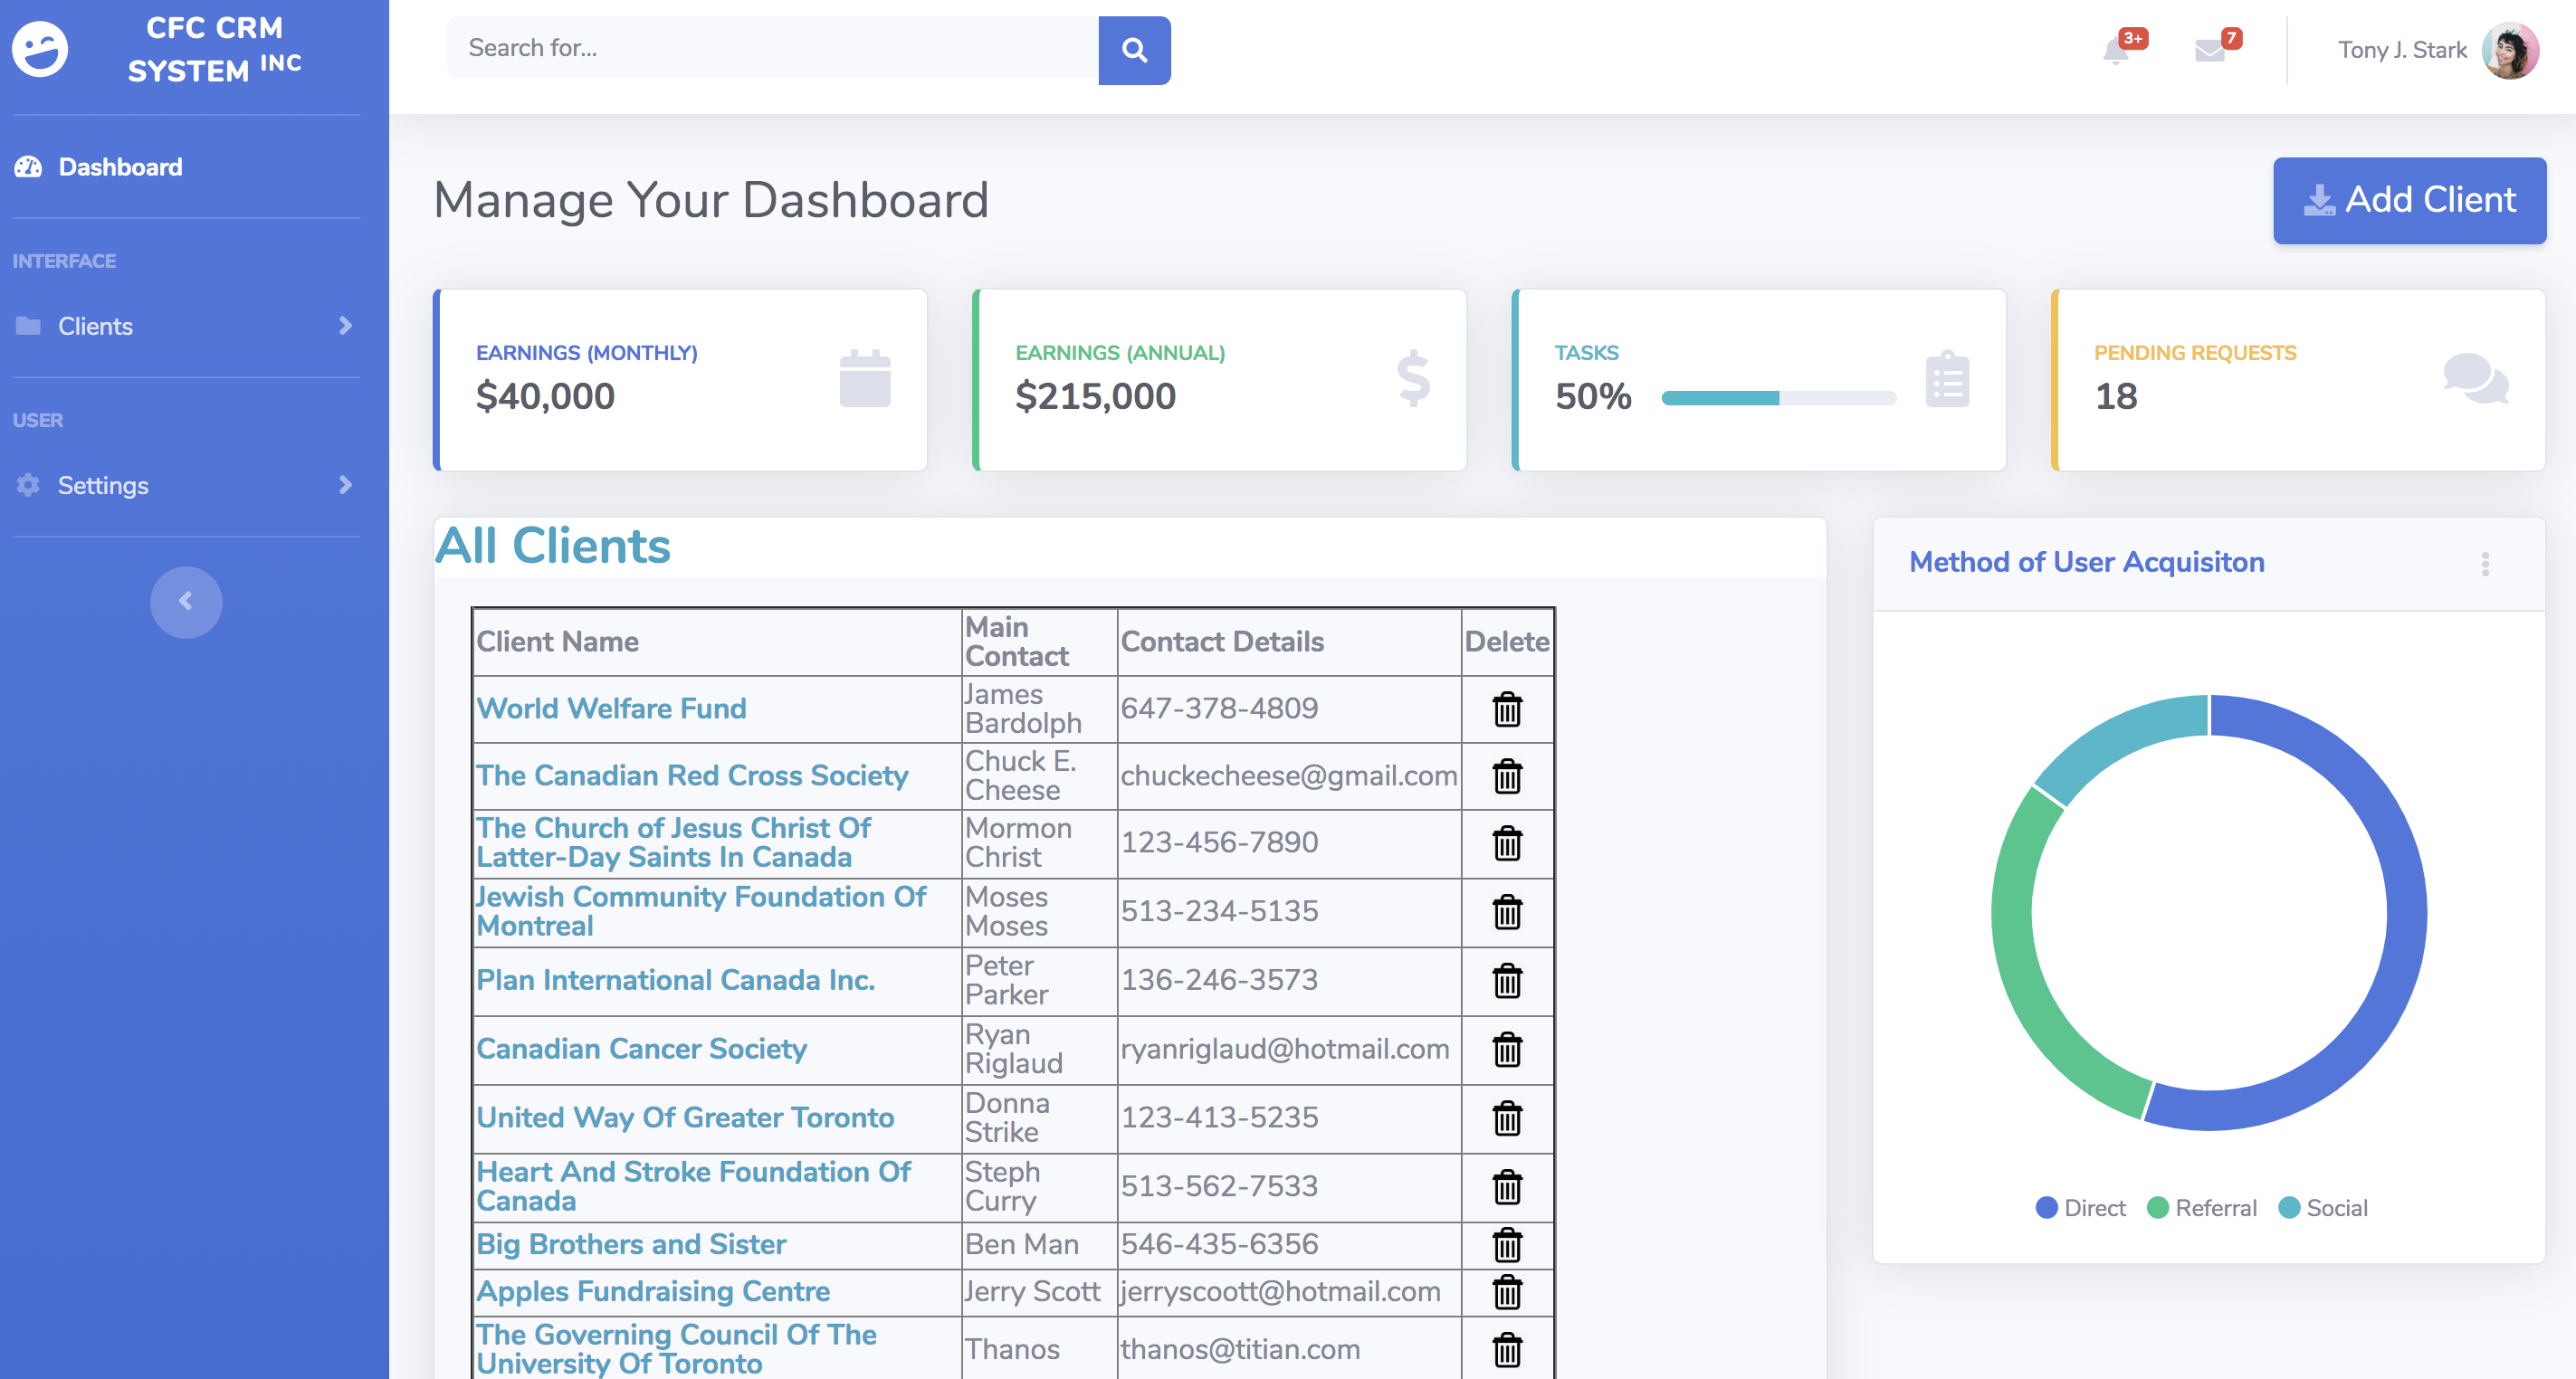 CFC CRM
SYSTEM INC
Search for...
3+
7
Tony J. Stark
Dashboard
INTERFACE
Clients
USER
Settings
Manage Your Dashboard
Add Client
EARNINGS (MONTHLY)
$40,000
EARNINGS (ANNUAL)
$215,000
TASKS
50%
PENDING REQUESTS
18
All Clients
Client Name
Main
Contact
Contact Details
Delete
World Welfare Fund
James
Bardolph
647-378-4809
The Canadian Red Cross Society
Chuck E.
Cheese
chuckecheese@gmail.com
The Church of Jesus Christ Of
Latter-Day Saints In Canada
Mormon
Christ
123-456-7890
Jewish Community Foundation Of
Montreal
Moses
Moses
513-234-5135
Plan International Canada Inc.
Peter
Parker
136-246-3573
Canadian Cancer Society
Ryan
Riglaud
ryanriglaud@hotmail.com
United Way Of Greater Toronto
Donna
Strike
123-413-5235
Heart And Stroke Foundation Of
Canada
Steph
Curry
513-562-7533
Big Brothers and Sister
Ben Man
546-435-6356
Apples Fundraising Centre
Jerry Scott
jerryscoott@hotmail.com
The Governing Council Of The
University Of Toronto
Thanos
thanos@titian.com
Method of User Acquisiton
Direct
Referral
Social